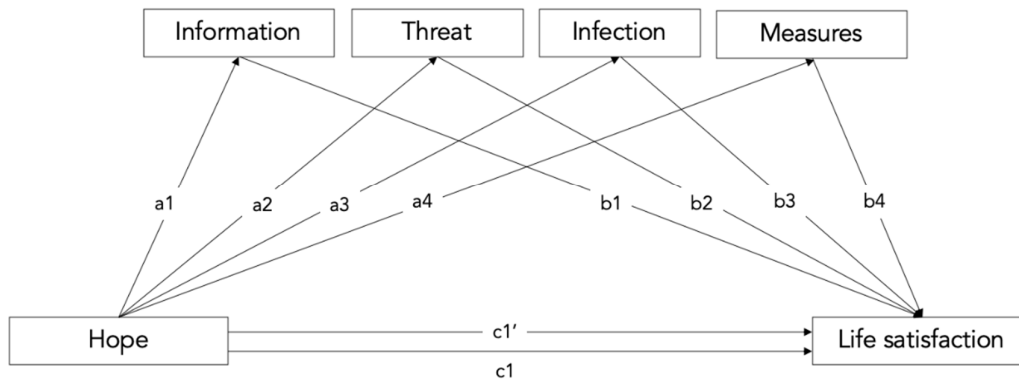 Information Threat Infection Measures
a1 a2 a3 a4 b1 b2 b3 b4
Hope c1′ Life satisfaction
c1